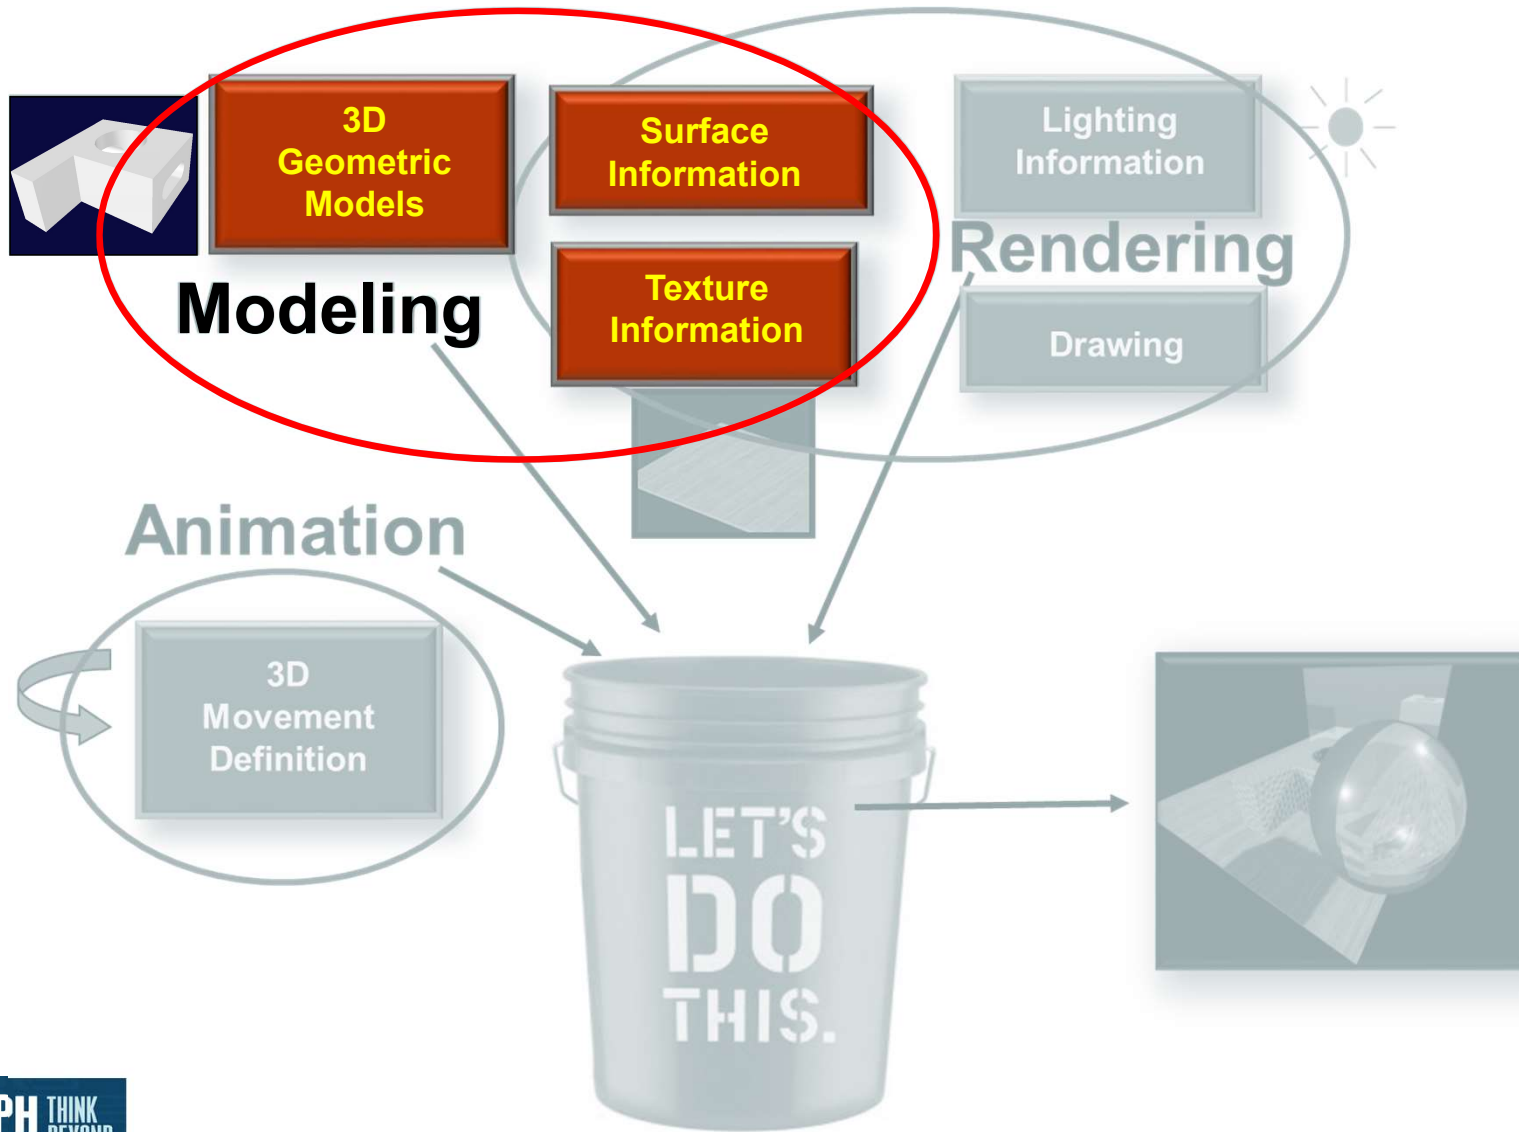 3D
Geometric
Models
Surface
Information
Lighting
Information
Rendering
Texture
Information
Modeling
Drawing
Animation
3D
Movement
Definition
LET'S
DO
THIS.
PH THINK
BEYOND